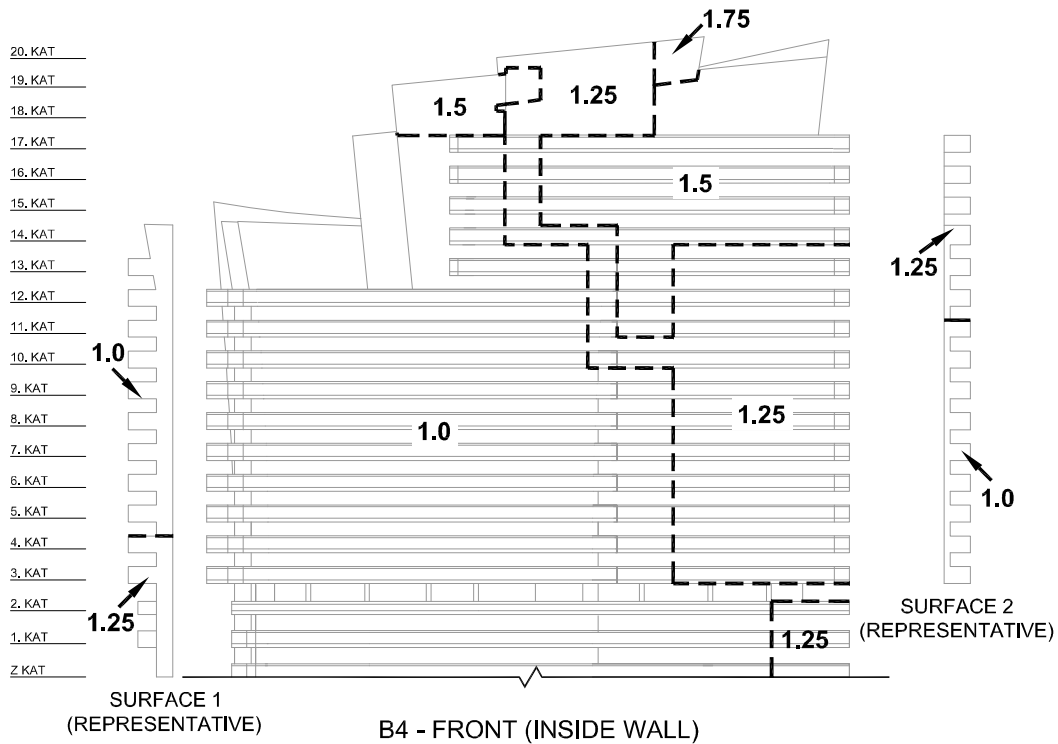 1.75
20. KAT
19. KAT
1.5
1.25
18. KAT
17. KAT
16. KAT
1.5
15. KAT
14. KAT
1.25
13. KAT
12. KAT
11. KAT
1.0
10. KAT
9. KAT
1.25
8. KAT
1.0
7. KAT
6. KAT
1.0
5. KAT
4. KAT
3. KAT
2. KAT
1.25
SURFACE 2
(REPRESENTATIVE)
1. KAT
1.25
Z KAT
SURFACE 1
(REPRESENTATIVE)
B4 - FRONT (INSIDE WALL)